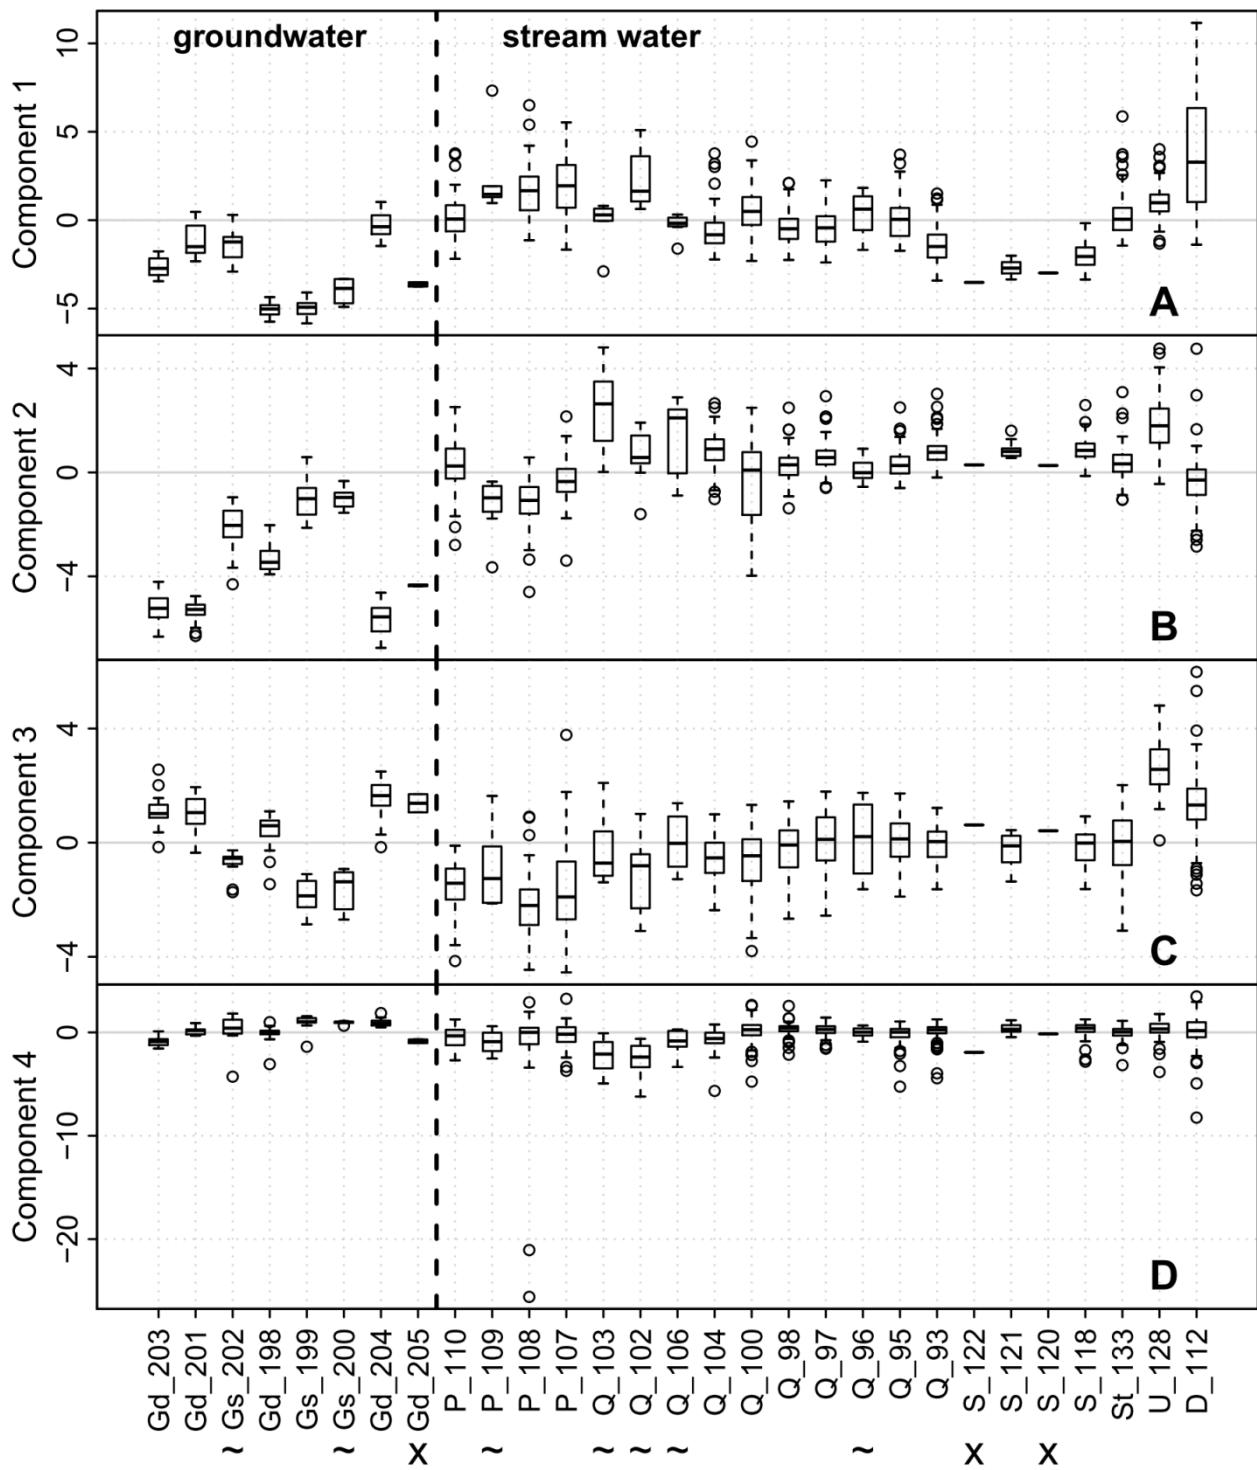 groundwater stream water
Component 1
10
5
0
−5
A
Component 2
4
0
−4
B
Component 3
4
0
−4
C
Component 4
0
−10
−20
D
Gd_203
Gd_201
Gs_202
Gd_198
Gs_199
Gs_200
Gd_204
Gd_205
P_110
P_109
P_108
P_107
Q_103
Q_102
Q_106
Q_104
Q_100
Q_98
Q_97
Q_96
Q_95
Q_93
S_122
S_121
S_120
S_118
St_133
U_128
D_112
~ ~ x ~ ~ ~ ~ ~ x x